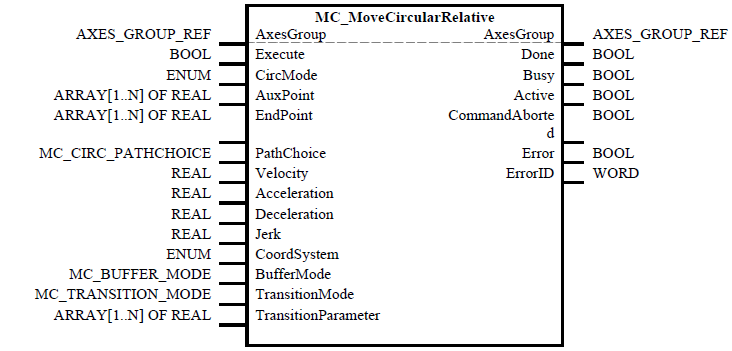 MC_MoveCircularRelative
AXES_GROUP_REF AxesGroup AxesGroup AXES_GROUP_REF
BOOL Execute Done BOOL
ENUM CircMode Busy BOOL
ARRAY[1..N] OF REAL AuxPoint Active BOOL
ARRAY[1..N] OF REAL EndPoint CommandAborte BOOL
d
MC_CIRC_PATHCHOICE PathChoice Error BOOL
REAL Velocity ErrorID WORD
REAL Acceleration
REAL Deceleration
REAL Jerk
ENUM CoordSystem
MC_BUFFER_MODE BufferMode
MC_TRANSITION_MODE TransitionMode
ARRAY[1..N] OF REAL TransitionParameter